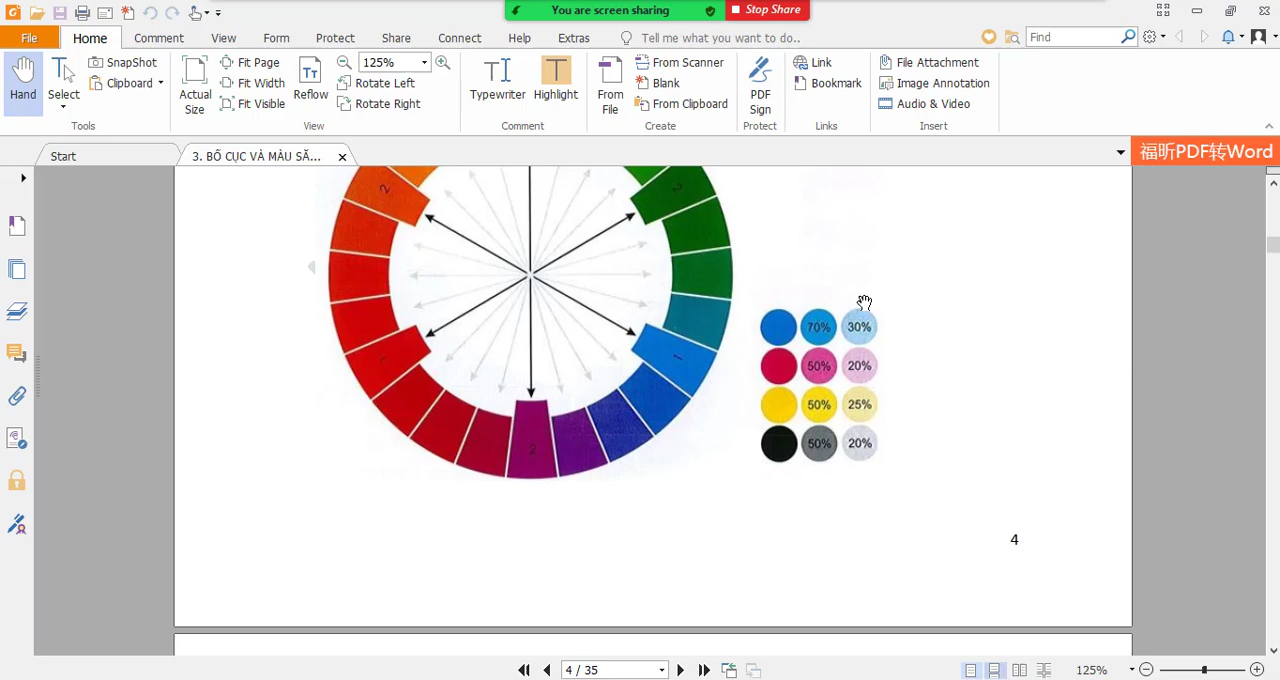 You are screen sharing
Stop Share
File
Home
Comment
View
Form
Protect
Share
Connect
Help
Extras
Tell me what you want to do..
Find
Hand
Select
SnapShot
Clipboard
Tools
Actual Size
Fit Page
Fit Width
Fit Visible
Reflow
125%
Rotate Left
Rotate Right
View
Typewriter
Highlight
Comment
From File
From Scanner
Blank
From Clipboard
Create
PDF Sign
Protect
Link
Bookmark
Links
File Attachment
Image Annotation
Audio & Video
Insert
Start
3. BỐ CỤC VÀ MÀU SẮ...
福昕PDF转Word
2
2
1
1
2
70%
30%
50%
20%
50%
25%
50%
20%
4
4 / 35
125%